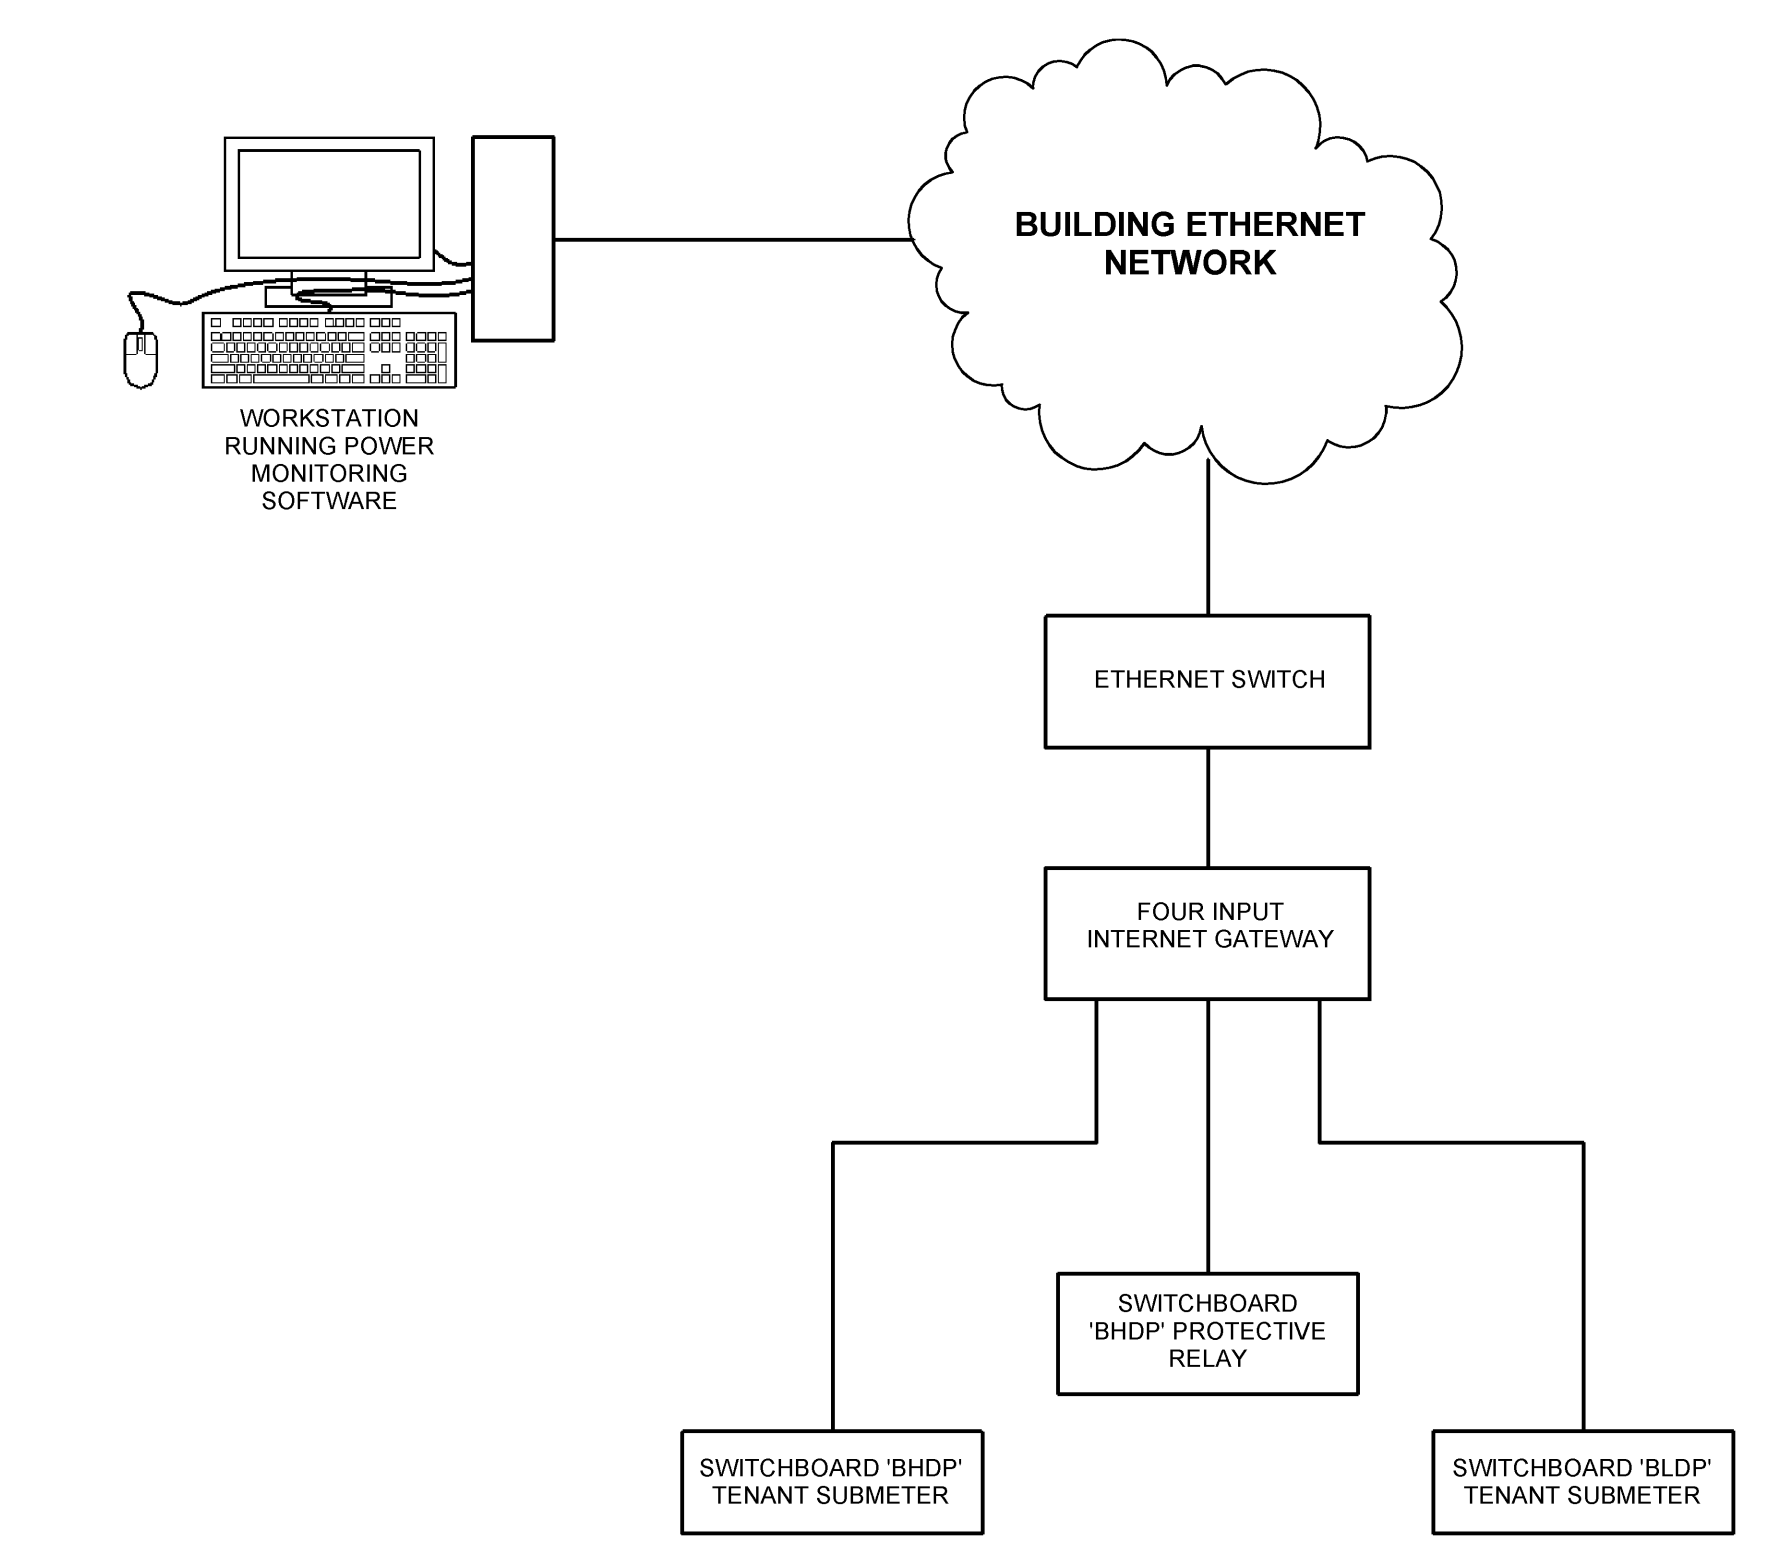 BUILDING ETHERNET
NETWORK
WORKSTATION
RUNNING POWER
MONITORING
SOFTWARE
ETHERNET SWITCH
FOUR INPUT
INTERNET GATEWAY
SWITCHBOARD
'BHDP' PROTECTIVE
RELAY
SWITCHBOARD 'BHDP'
TENANT SUBMETER
SWITCHBOARD 'BLDP'
TENANT SUBMETER